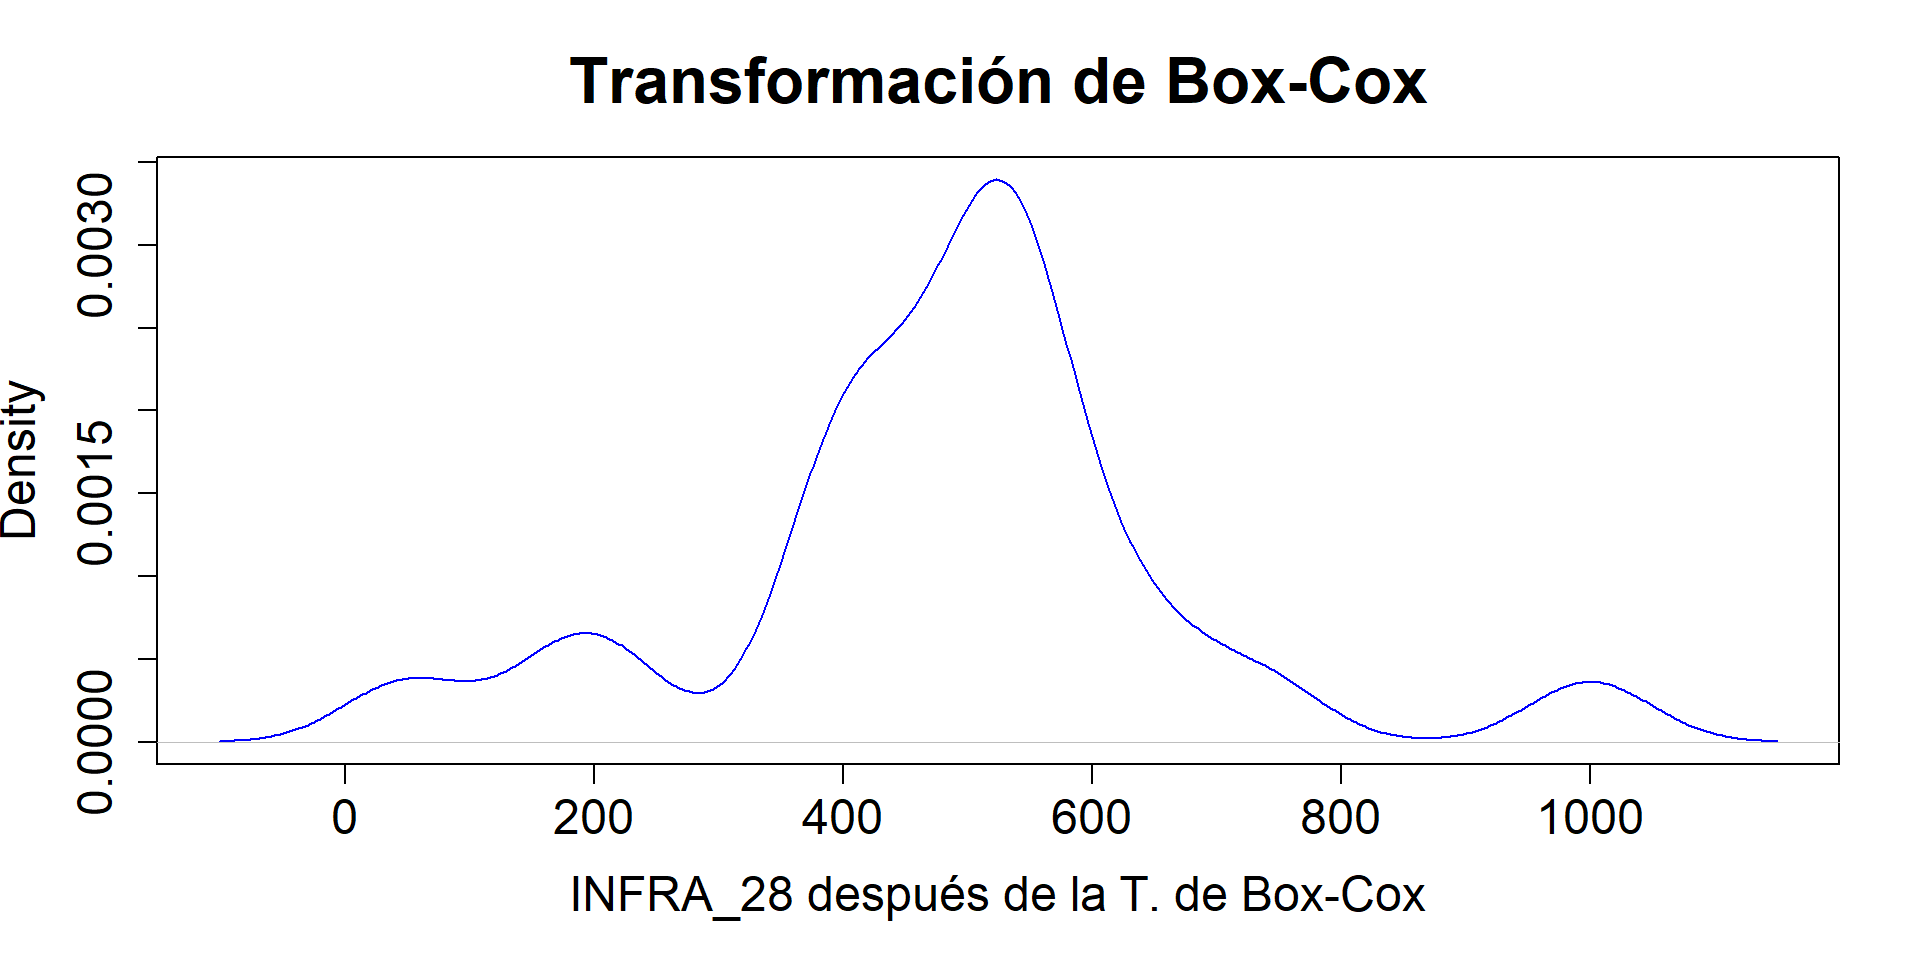 Transformación de Box-Cox
Density
0.0030
0.0015
0.0000
0 200 400 600 800 1000
INFRA_28 después de la T. de Box-Cox